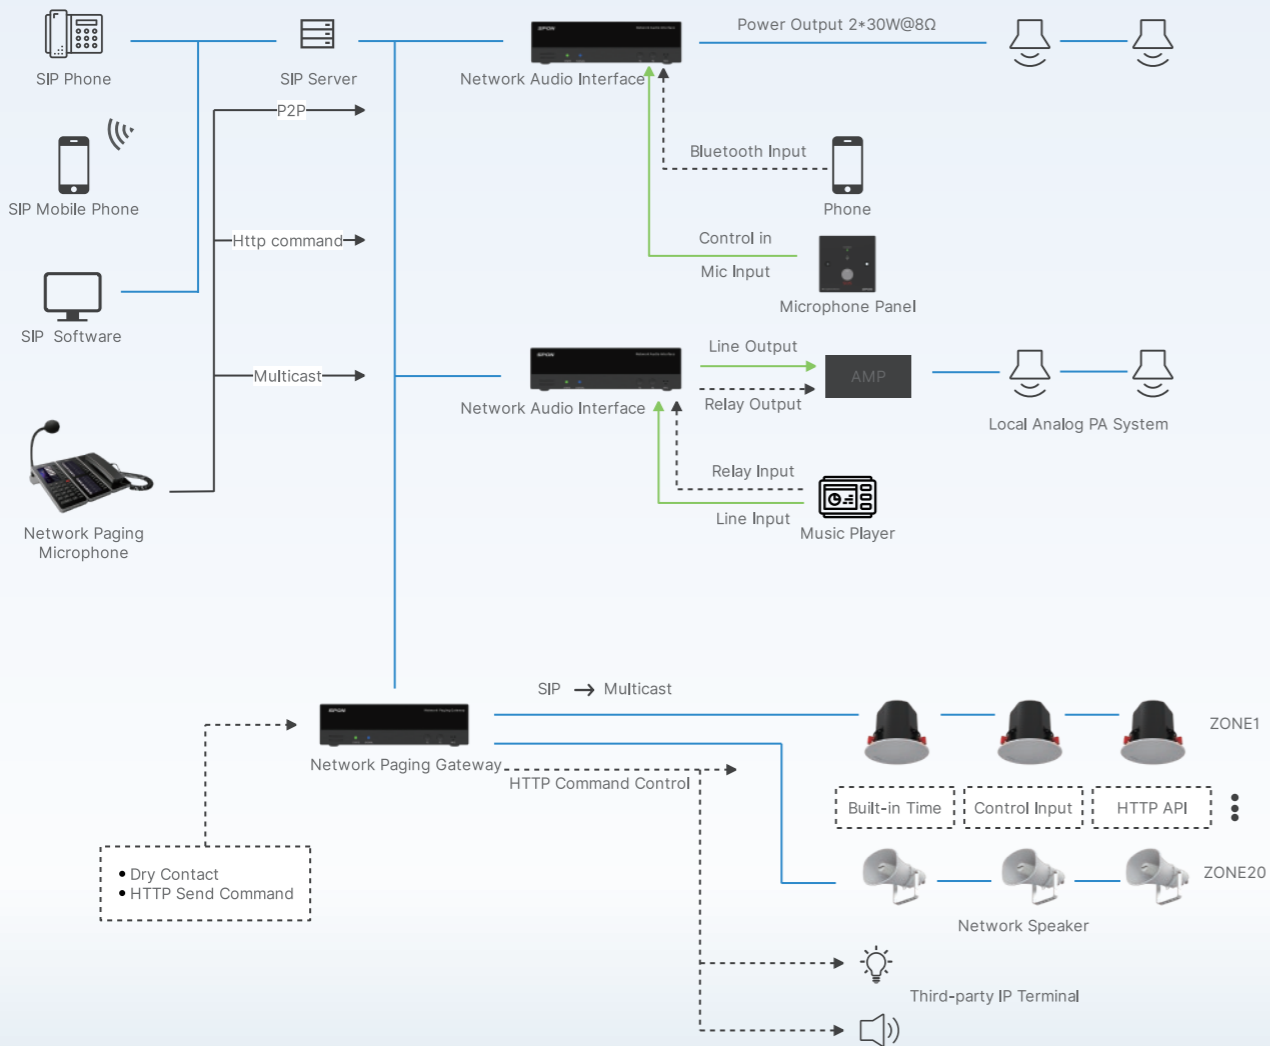 Power Output 2*30W@8Ω
SIP Phone
SIP Server
Network Audio Interface
P2P
Bluetooth Input
SIP Mobile Phone
Phone
Http command
Control in
Mic Input
Microphone Panel
SIP Software
Line Output
AMP
Multicast
Relay Output
Network Audio Interface
Local Analog PA System
Relay Input
Line Input
Music Player
Network Paging
Microphone
SIP → Multicast
ZONE1
Network Paging Gateway
HTTP Command Control
Built-in Time
Control Input
HTTP API
• Dry Contact
• HTTP Send Command
ZONE20
Network Speaker
Third-party IP Terminal